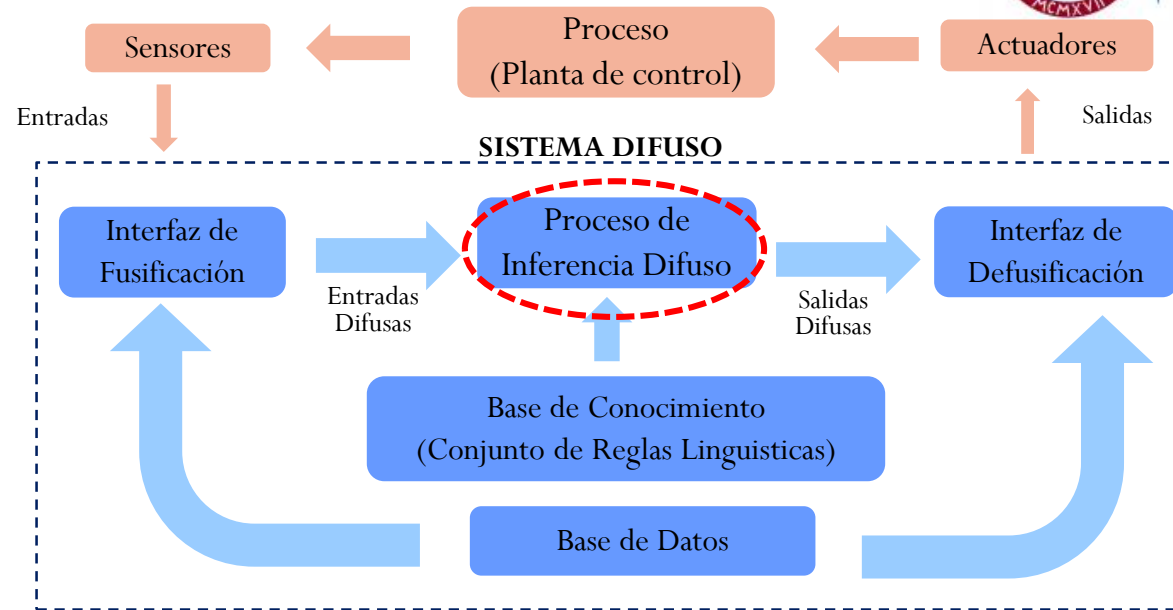 MCMXVII
Sensores
Proceso
(Planta de control)
Actuadores
Entradas
Salidas
SISTEMA DIFUSO
Interfaz de
Fusificación
Proceso de
Inferencia Difuso
Interfaz de
Defusificación
Entradas
Difusas
Salidas
Difusas
Base de Conocimiento
(Conjunto de Reglas Linguisticas)
Base de Datos